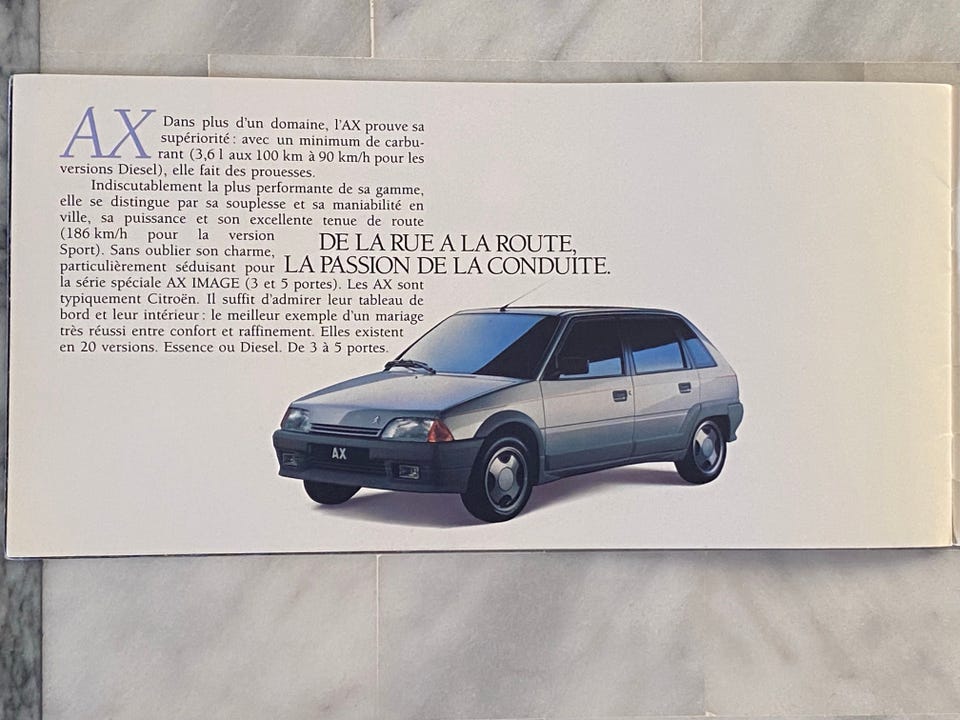 AX Dans plus d'un domaine, l'AX prouve sa
supériorité : avec un minimum de carbu-
rant (3,6 l aux 100 km à 90 km/h pour les
versions Diesel), elle fait des prouesses.
Indiscutablement la plus performante de sa gamme,
elle se distingue par sa souplesse et sa maniabilité en
ville, sa puissance et son excellente tenue de route
(186 km/h pour la version
Sport). Sans oublier son charme,
particulièrement séduisant pour
la série spéciale AX IMAGE (3 et 5 portes). Les AX sont
typiquement Citroën. Il suffit d'admirer leur tableau de
bord et leur intérieur : le meilleur exemple d'un mariage
très réussi entre confort et raffinement. Elles existent
en 20 versions. Essence ou Diesel. De 3 à 5 portes.
DE LA RUE A LA ROUTE,
LA PASSION DE LA CONDUITE.
AX